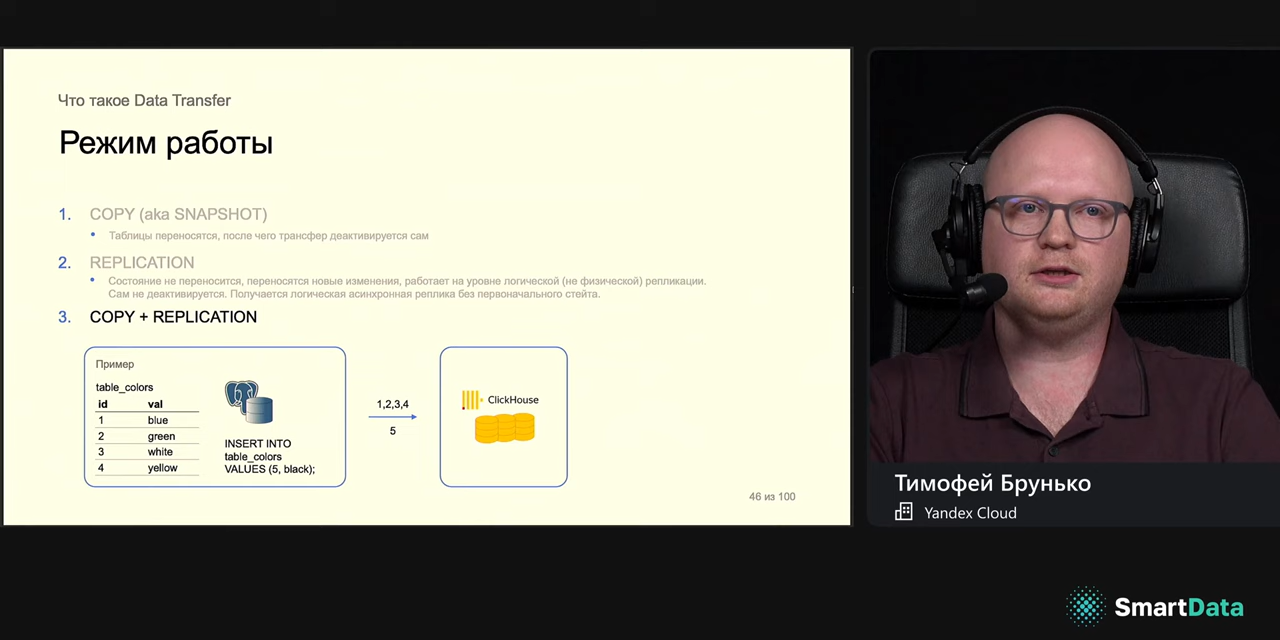 Что такое Data Transfer
Режим работы
1. COPY (aka SNAPSHOT)
• Таблицы переносятся, после чего трансфер деактивируется сам
2. REPLICATION
• Состояние не переносится, переносятся новые изменения, работает на уровне логической (не физической) репликации.
Сам не деактивируется. Получается логическая асинхронная реплика без первоначального стейта.
3. COPY + REPLICATION
Пример
table_colors
id val
1 blue
2 green
3 white
4 yellow
INSERT INTO
table_colors
VALUES (5, black);
1,2,3,4
5
ClickHouse
46 из 100
Тимофей Брунько
Yandex Cloud
SmartData